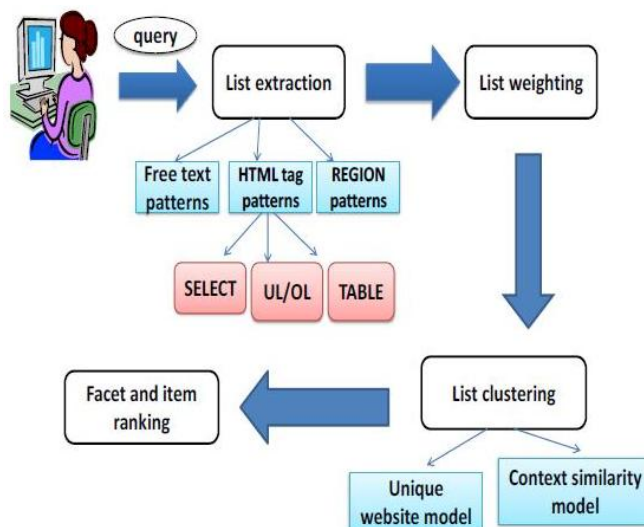 query
List extraction
List weighting
Free text
patterns
HTML tag
patterns
REGION
patterns
SELECT
UL/OL
TABLE
Facet and item
ranking
List clustering
Unique
website model
Context similarity
model